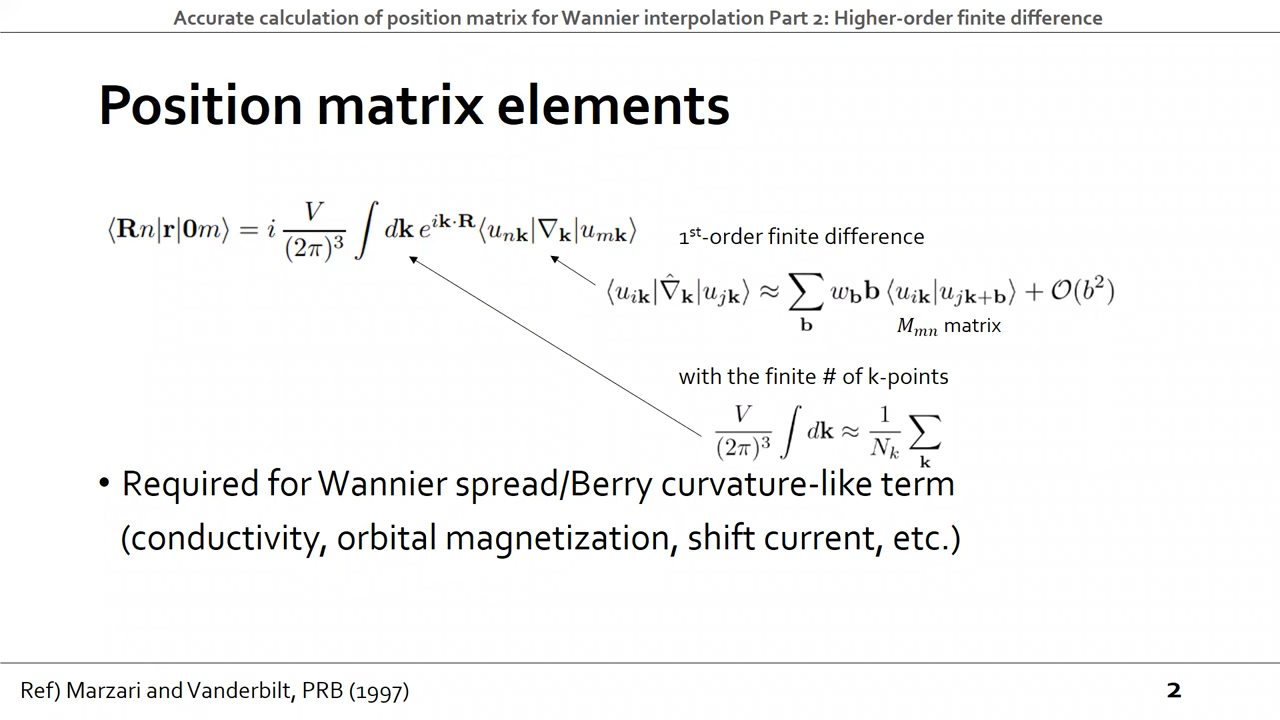 Accurate calculation of position matrix for Wannier interpolation Part 2: Higher-order finite difference
Position matrix elements
⟨𝐑n|𝐫|𝟎m⟩ = i V/(2π)³ ∫ d𝐤 e^{i𝐤·𝐑}⟨u_{n𝐤}|∇_𝐤|u_{m𝐤}⟩
1st-order finite difference
⟨u_{i𝐤}|∇̂_𝐤|u_{j𝐤}⟩ ≈ ∑_𝐛 w_𝐛𝐛 ⟨u_{i𝐤}|u_{j𝐤+𝐛}⟩ + 𝒪(b²)
M_{mn} matrix
with the finite # of k-points
V/(2π)³ ∫ d𝐤 ≈ 1/N_k ∑_𝐤
• Required for Wannier spread/Berry curvature-like term
(conductivity, orbital magnetization, shift current, etc.)
Ref) Marzari and Vanderbilt, PRB (1997)
2